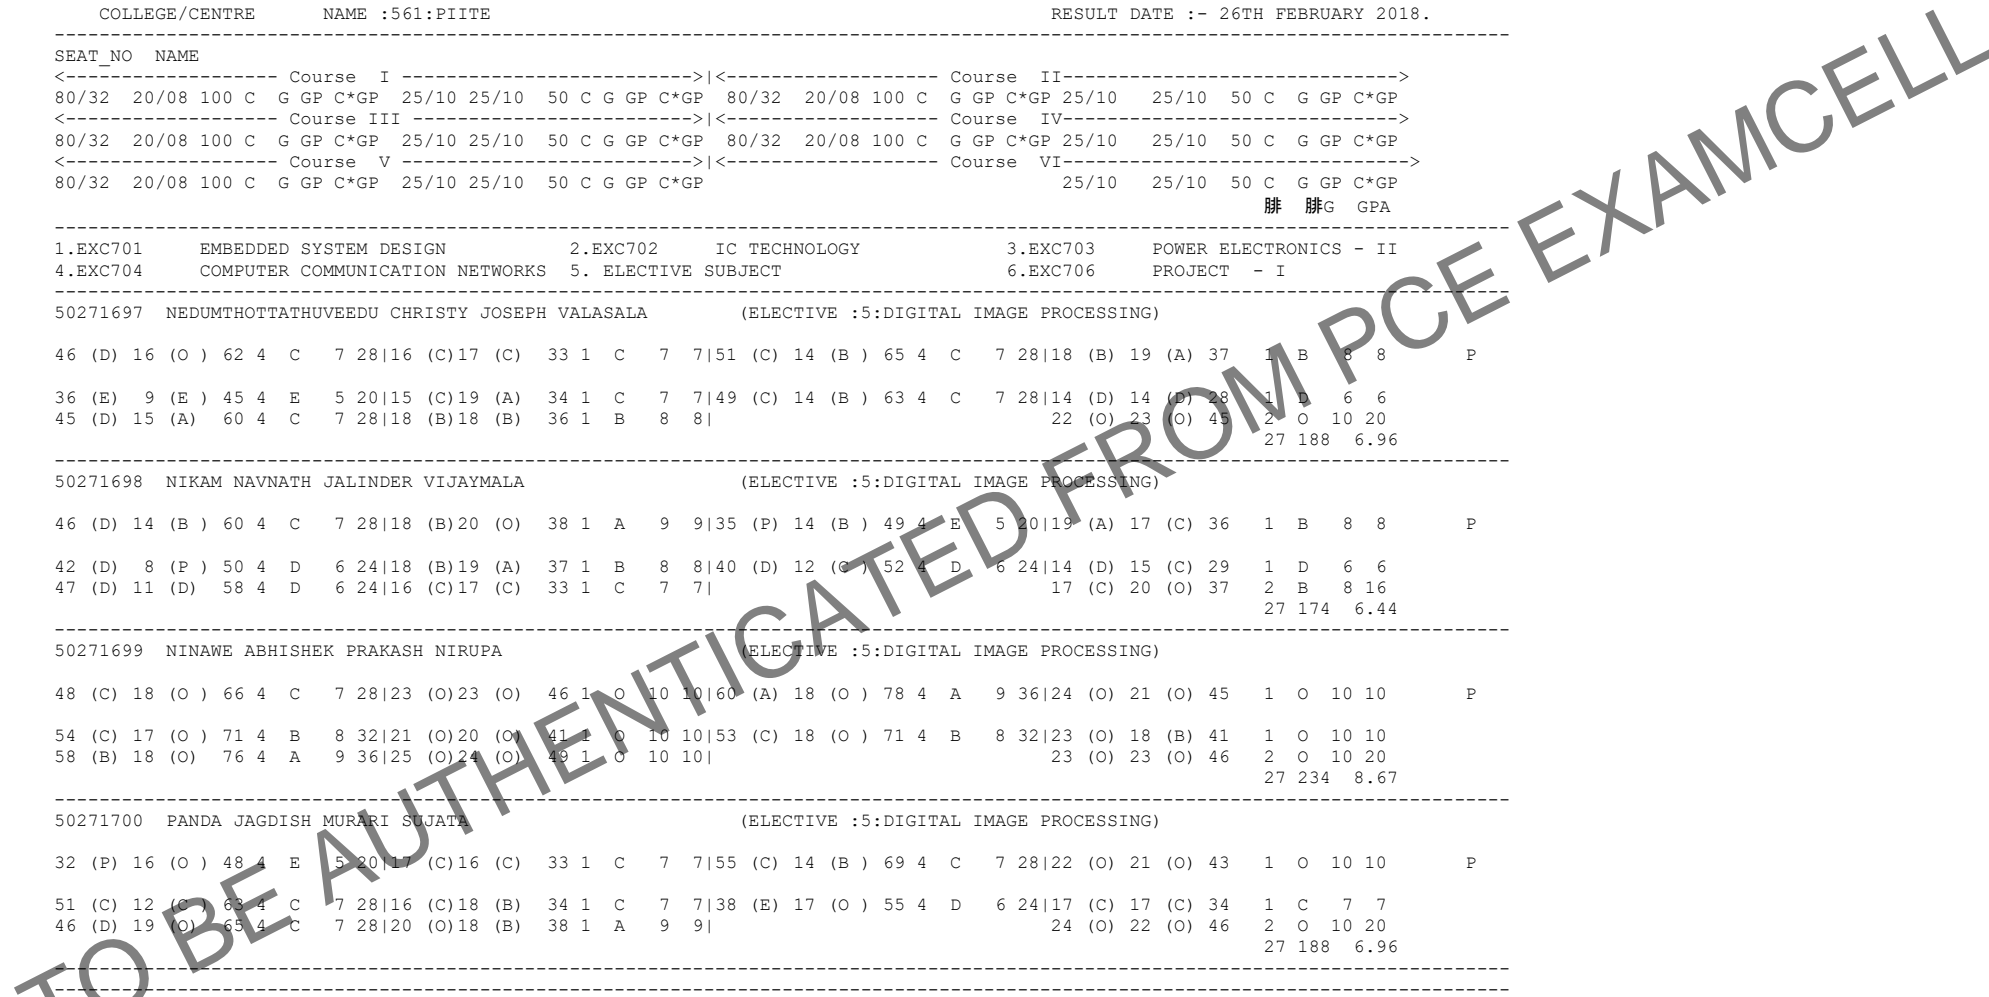 COLLEGE/CENTRE NAME :561:PIITE RESULT DATE :- 26TH FEBRUARY 2018.
SEAT_NO NAME
<------------------- Course I -------------------------->|<------------------- Course II------------------------------>
80/32 20/08 100 C G GP C*GP 25/10 25/10 50 C G GP C*GP 80/32 20/08 100 C G GP C*GP 25/10 25/10 50 C G GP C*GP
<------------------- Course III ------------------------->|<------------------- Course IV------------------------------>
80/32 20/08 100 C G GP C*GP 25/10 25/10 50 C G GP C*GP 80/32 20/08 100 C G GP C*GP 25/10 25/10 50 C G GP C*GP
<------------------- Course V -------------------------->|<------------------- Course VI------------------------------->
80/32 20/08 100 C G GP C*GP 25/10 25/10 50 C G GP C*GP 25/10 25/10 50 C G GP C*GP
腓 腓G GPA
1.EXC701 EMBEDDED SYSTEM DESIGN 2.EXC702 IC TECHNOLOGY 3.EXC703 POWER ELECTRONICS - II
4.EXC704 COMPUTER COMMUNICATION NETWORKS 5. ELECTIVE SUBJECT 6.EXC706 PROJECT - I
50271697 NEDUMTHOTTATHUVEEDU CHRISTY JOSEPH VALASALA (ELECTIVE :5:DIGITAL IMAGE PROCESSING)
46 (D) 16 (O ) 62 4 C 7 28|16 (C)17 (C) 33 1 C 7 7|51 (C) 14 (B ) 65 4 C 7 28|18 (B) 19 (A) 37 1 B 8 8 P
36 (E) 9 (E ) 45 4 E 5 20|15 (C)19 (A) 34 1 C 7 7|49 (C) 14 (B ) 63 4 C 7 28|14 (D) 14 (D) 28 1 D 6 6
45 (D) 15 (A) 60 4 C 7 28|18 (B)18 (B) 36 1 B 8 8| 22 (O) 23 (O) 45 2 O 10 20
27 188 6.96
50271698 NIKAM NAVNATH JALINDER VIJAYMALA (ELECTIVE :5:DIGITAL IMAGE PROCESSING)
46 (D) 14 (B ) 60 4 C 7 28|18 (B)20 (O) 38 1 A 9 9|35 (P) 14 (B ) 49 4 E 5 20|19 (A) 17 (C) 36 1 B 8 8 P
42 (D) 8 (P ) 50 4 D 6 24|18 (B)19 (A) 37 1 B 8 8|40 (D) 12 (C ) 52 4 D 6 24|14 (D) 15 (C) 29 1 D 6 6
47 (D) 11 (D) 58 4 D 6 24|16 (C)17 (C) 33 1 C 7 7| 17 (C) 20 (O) 37 2 B 8 16
27 174 6.44
50271699 NINAWE ABHISHEK PRAKASH NIRUPA (ELECTIVE :5:DIGITAL IMAGE PROCESSING)
48 (C) 18 (O ) 66 4 C 7 28|23 (O)23 (O) 46 1 O 10 10|60 (A) 18 (O ) 78 4 A 9 36|24 (O) 21 (O) 45 1 O 10 10 P
54 (C) 17 (O ) 71 4 B 8 32|21 (O)20 (O) 41 1 O 10 10|53 (C) 18 (O ) 71 4 B 8 32|23 (O) 18 (B) 41 1 O 10 10
58 (B) 18 (O) 76 4 A 9 36|25 (O)24 (O) 49 1 O 10 10| 23 (O) 23 (O) 46 2 O 10 20
27 234 8.67
50271700 PANDA JAGDISH MURARI SUJATA (ELECTIVE :5:DIGITAL IMAGE PROCESSING)
32 (P) 16 (O ) 48 4 E 5 20|17 (C)16 (C) 33 1 C 7 7|55 (C) 14 (B ) 69 4 C 7 28|22 (O) 21 (O) 43 1 O 10 10 P
51 (C) 12 (C ) 63 4 C 7 28|16 (C)18 (B) 34 1 C 7 7|38 (E) 17 (O ) 55 4 D 6 24|17 (C) 17 (C) 34 1 C 7 7
46 (D) 19 (O) 65 4 C 7 28|20 (O)18 (B) 38 1 A 9 9| 24 (O) 22 (O) 46 2 O 10 20
27 188 6.96
TO BE AUTHENTICATED FROM PCE EXAMCELL